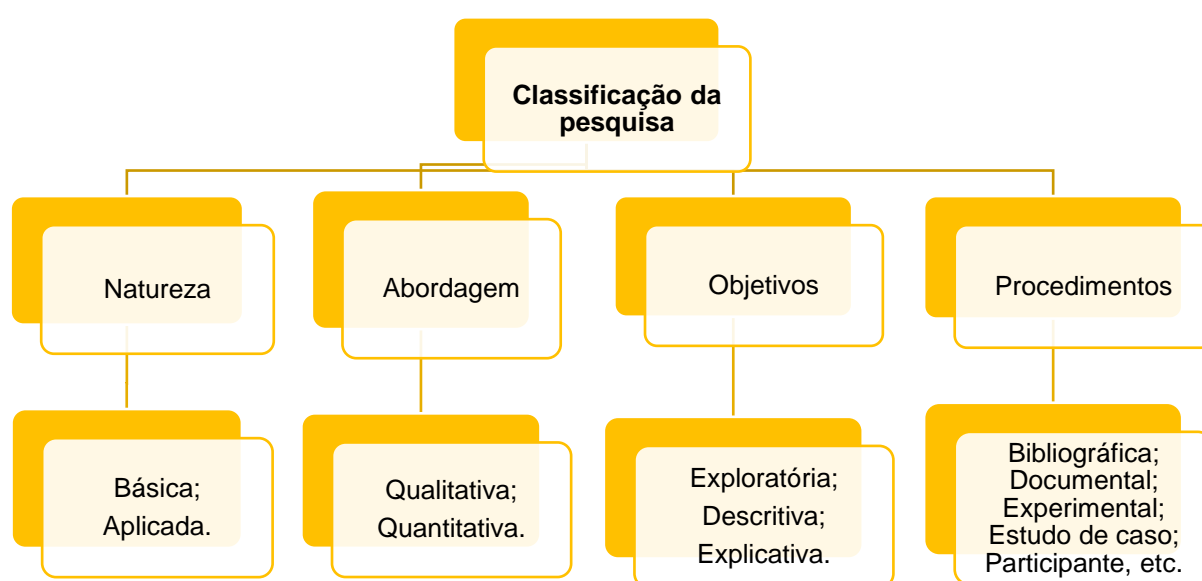 Classificação da
pesquisa
Natureza
Abordagem
Objetivos
Procedimentos
Básica;
Aplicada.
Qualitativa;
Quantitativa.
Exploratória;
Descritiva;
Explicativa.
Bibliográfica;
Documental;
Experimental;
Estudo de caso;
Participante, etc.